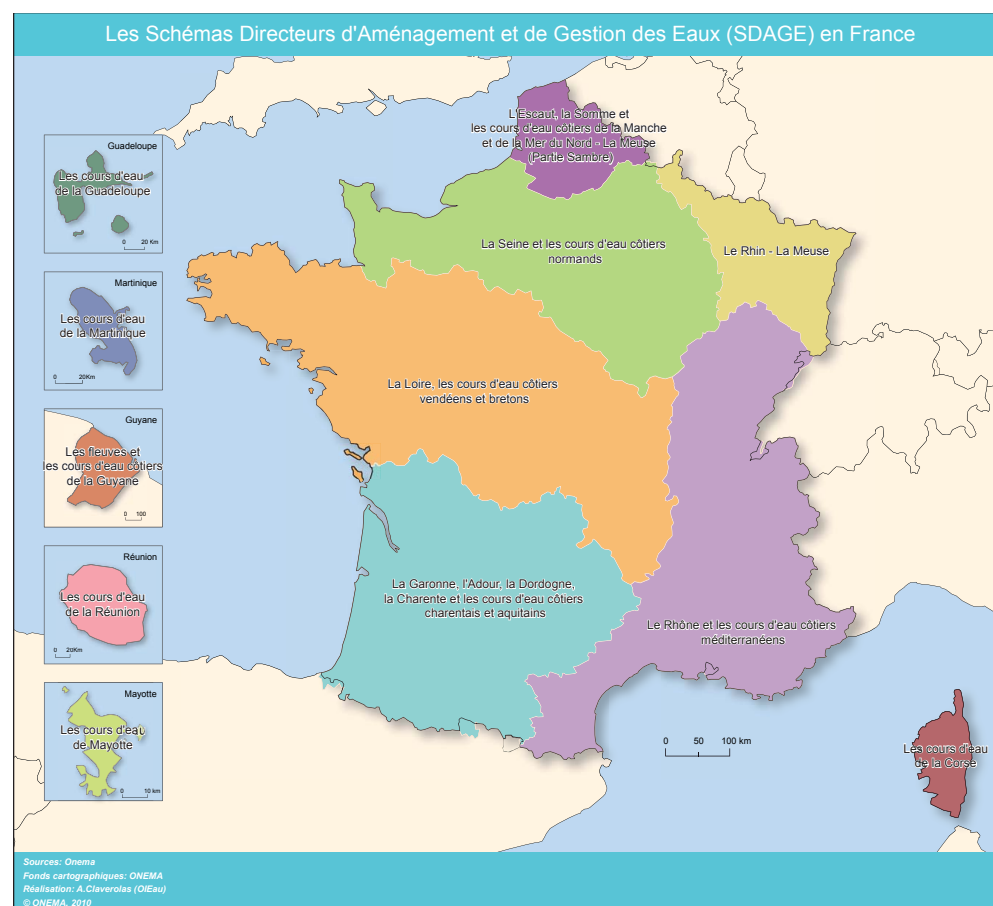 Les Schémas Directeurs d'Aménagement et de Gestion des Eaux (SDAGE) en France
L'Escaut, la Somme et
les cours d'eau côtiers de la Manche
et de la Mer du Nord - La Meuse
(Partie Sambre)
Guadeloupe
Les cours d'eau
de la Guadeloupe
0 20 Km
La Seine et les cours d'eau côtiers
normands
Le Rhin - La Meuse
Martinique
Les cours d'eau
de la Martinique
0 20Km
La Loire, les cours d'eau côtiers
vendéens et bretons
Guyane
Les fleuves et
les cours d'eau côtiers
de la Guyane
0 100
Réunion
Les cours d'eau
de la Réunion
0 20Km
La Garonne, l'Adour, la Dordogne,
la Charente et les cours d'eau côtiers
charentais et aquitains
Le Rhône et les cours d'eau côtiers
méditerranéens
Mayotte
Les cours d'eau
de Mayotte
0 10 km
0 50 100 km
Les cours d'eau
de la Corse
Sources: Onema
Fonds cartographiques: ONEMA
Réalisation: A.Claverolas (OIEau)
© ONEMA, 2010